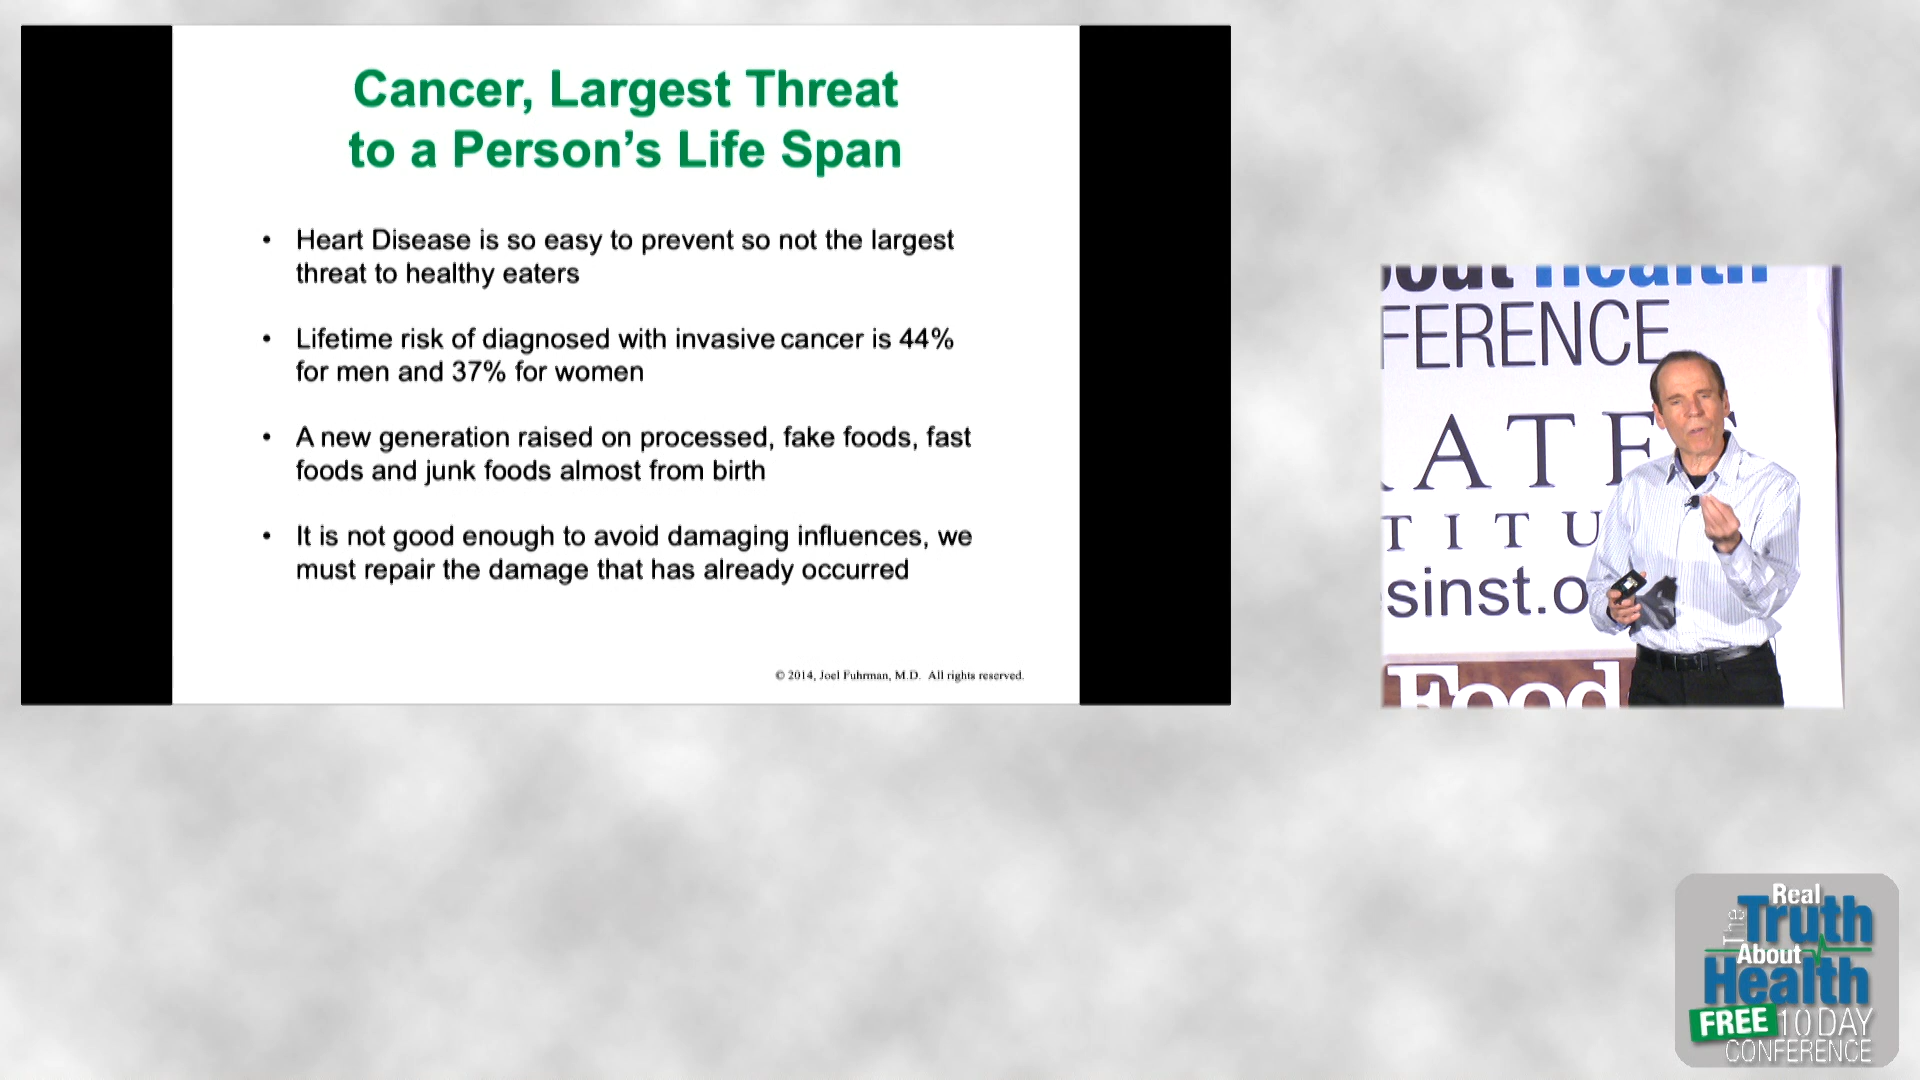 Cancer, Largest Threat
to a Person’s Life Span
• Heart Disease is so easy to prevent so not the largest
threat to healthy eaters
• Lifetime risk of diagnosed with invasive cancer is 44%
for men and 37% for women
• A new generation raised on processed, fake foods, fast
foods and junk foods almost from birth
• It is not good enough to avoid damaging influences, we
must repair the damage that has already occurred
© 2014, Joel Fuhrman, M.D. All rights reserved.
out Health
FERENCE
ATE
TITU
sinst.o
Food
The Real
Truth
About
Health
FREE 10 DAY
CONFERENCE